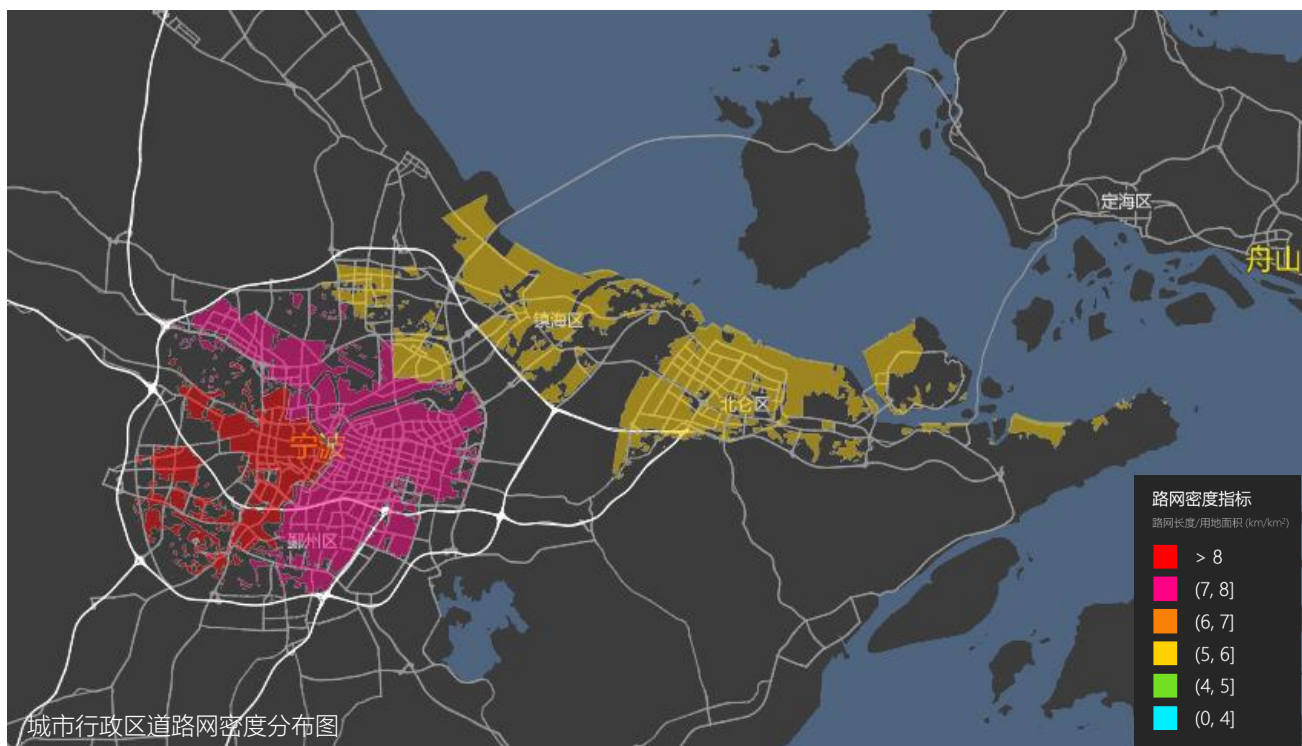 定海区
舟山
镇海区
北仑区
宁波
鄞州区
路网密度指标
路网长度/用地面积 (km/km²)
> 8
(7, 8]
(6, 7]
(5, 6]
(4, 5]
(0, 4]
城市行政区道路网密度分布图